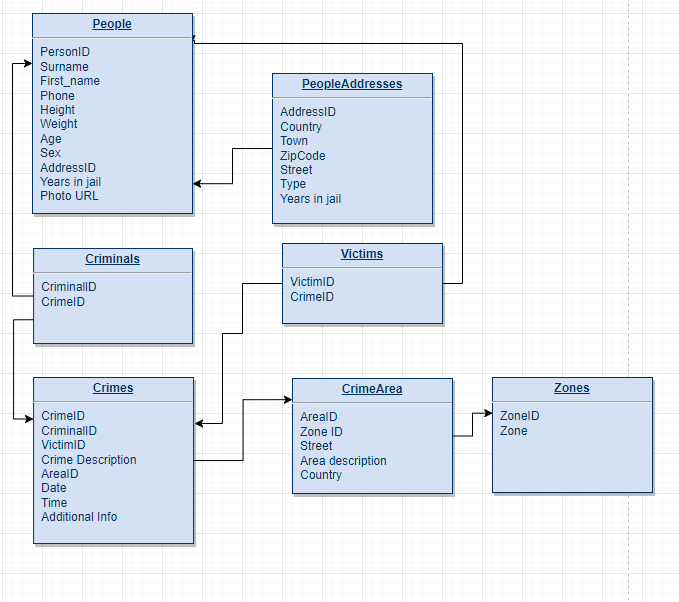 People
PersonID
Surname
First_name
Phone
Height
Weight
Age
Sex
AddressID
Years in jail
Photo URL
PeopleAddresses
AddressID
Country
Town
ZipCode
Street
Type
Years in jail
Criminals
CriminalID
CrimeID
Victims
VictimID
CrimeID
Crimes
CrimeID
CriminalID
VictimID
Crime Description
AreaID
Date
Time
Additional Info
CrimeArea
AreaID
Zone ID
Street
Area description
Country
Zones
ZoneID
Zone